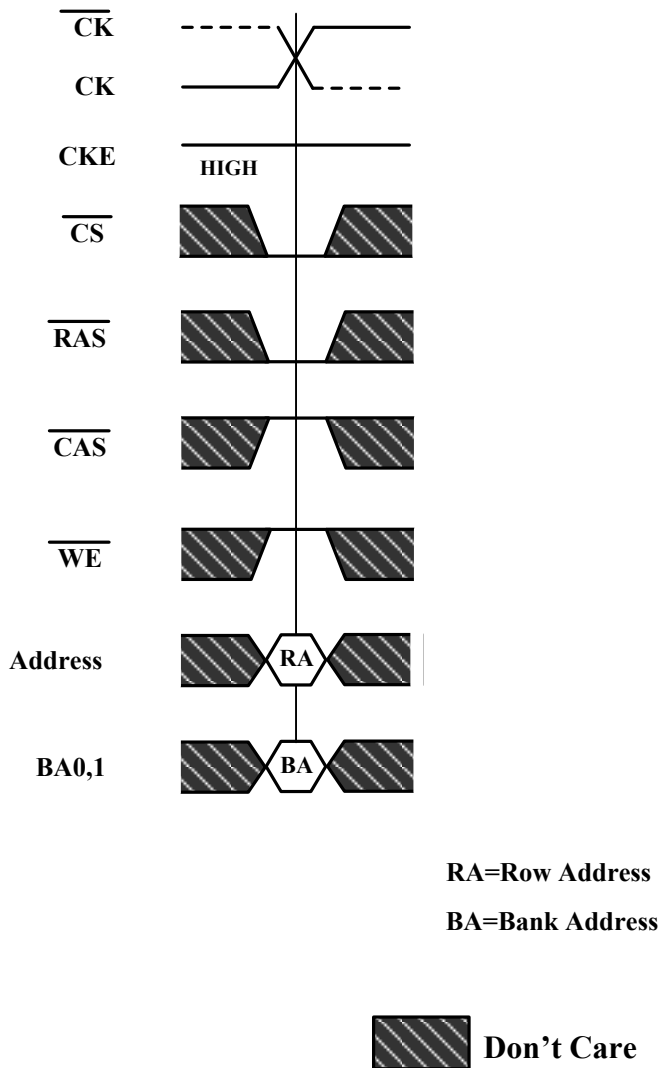 CK
CK
CKE
HIGH
CS
RAS
CAS
WE
Address
RA
BA0,1
BA
RA=Row Address
BA=Bank Address
Don't Care